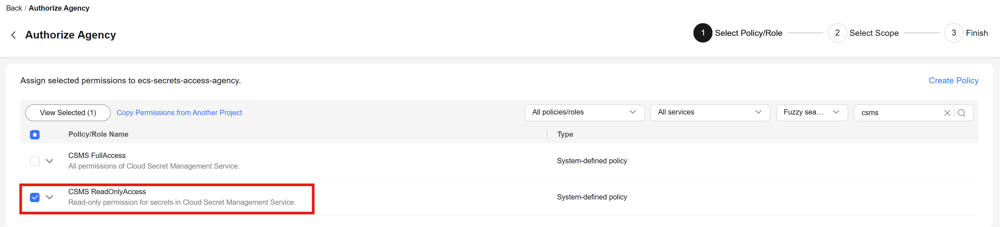 Back / Authorize Agency
Authorize Agency
1 Select Policy/Role 2 Select Scope 3 Finish
Assign selected permissions to ecs-secrets-access-agency.
Create Policy
View Selected (1) Copy Permissions from Another Project All policies/roles All services Fuzzy sea... csms
Policy/Role Name Type
CSMS FullAccess
All permissions of Cloud Secret Management Service.
System-defined policy
CSMS ReadOnlyAccess
Read-only permission for secrets in Cloud Secret Management Service.
System-defined policy